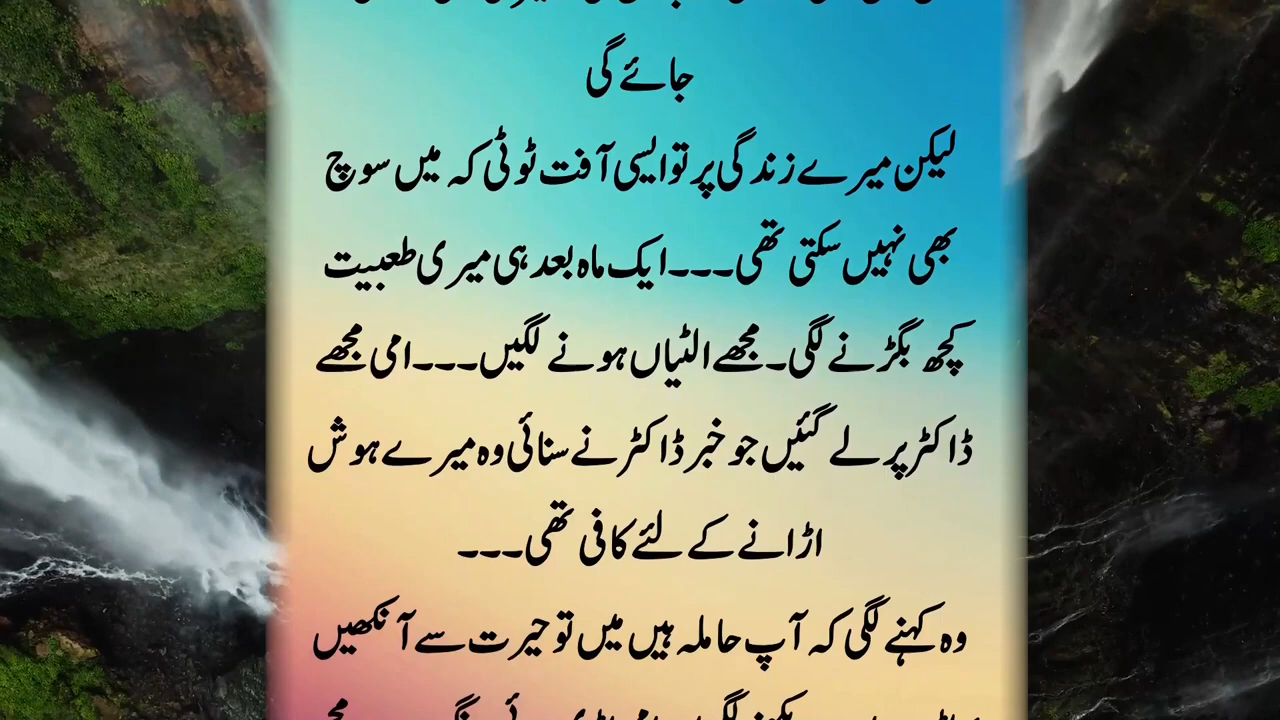 جائے گی
لیکن میرے زندگی پر تو ایسی آفت ٹوٹی کہ میں سوچ
بھی نہیں سکتی تھی۔۔۔ ایک ماہ بعد ہی میری طعبیت
کچھ بگڑنے لگی۔ مجھے الٹیاں ہونے لگیں۔۔۔ امی مجھے
ڈاکٹر پر لے گئیں جو خبر ڈاکٹر نے سنائی وہ میرے ہوش
اڑانے کے لئے کافی تھی۔۔۔
وہ کہنے لگی کہ آپ حاملہ ہیں میں تو حیرت سے آنکھیں